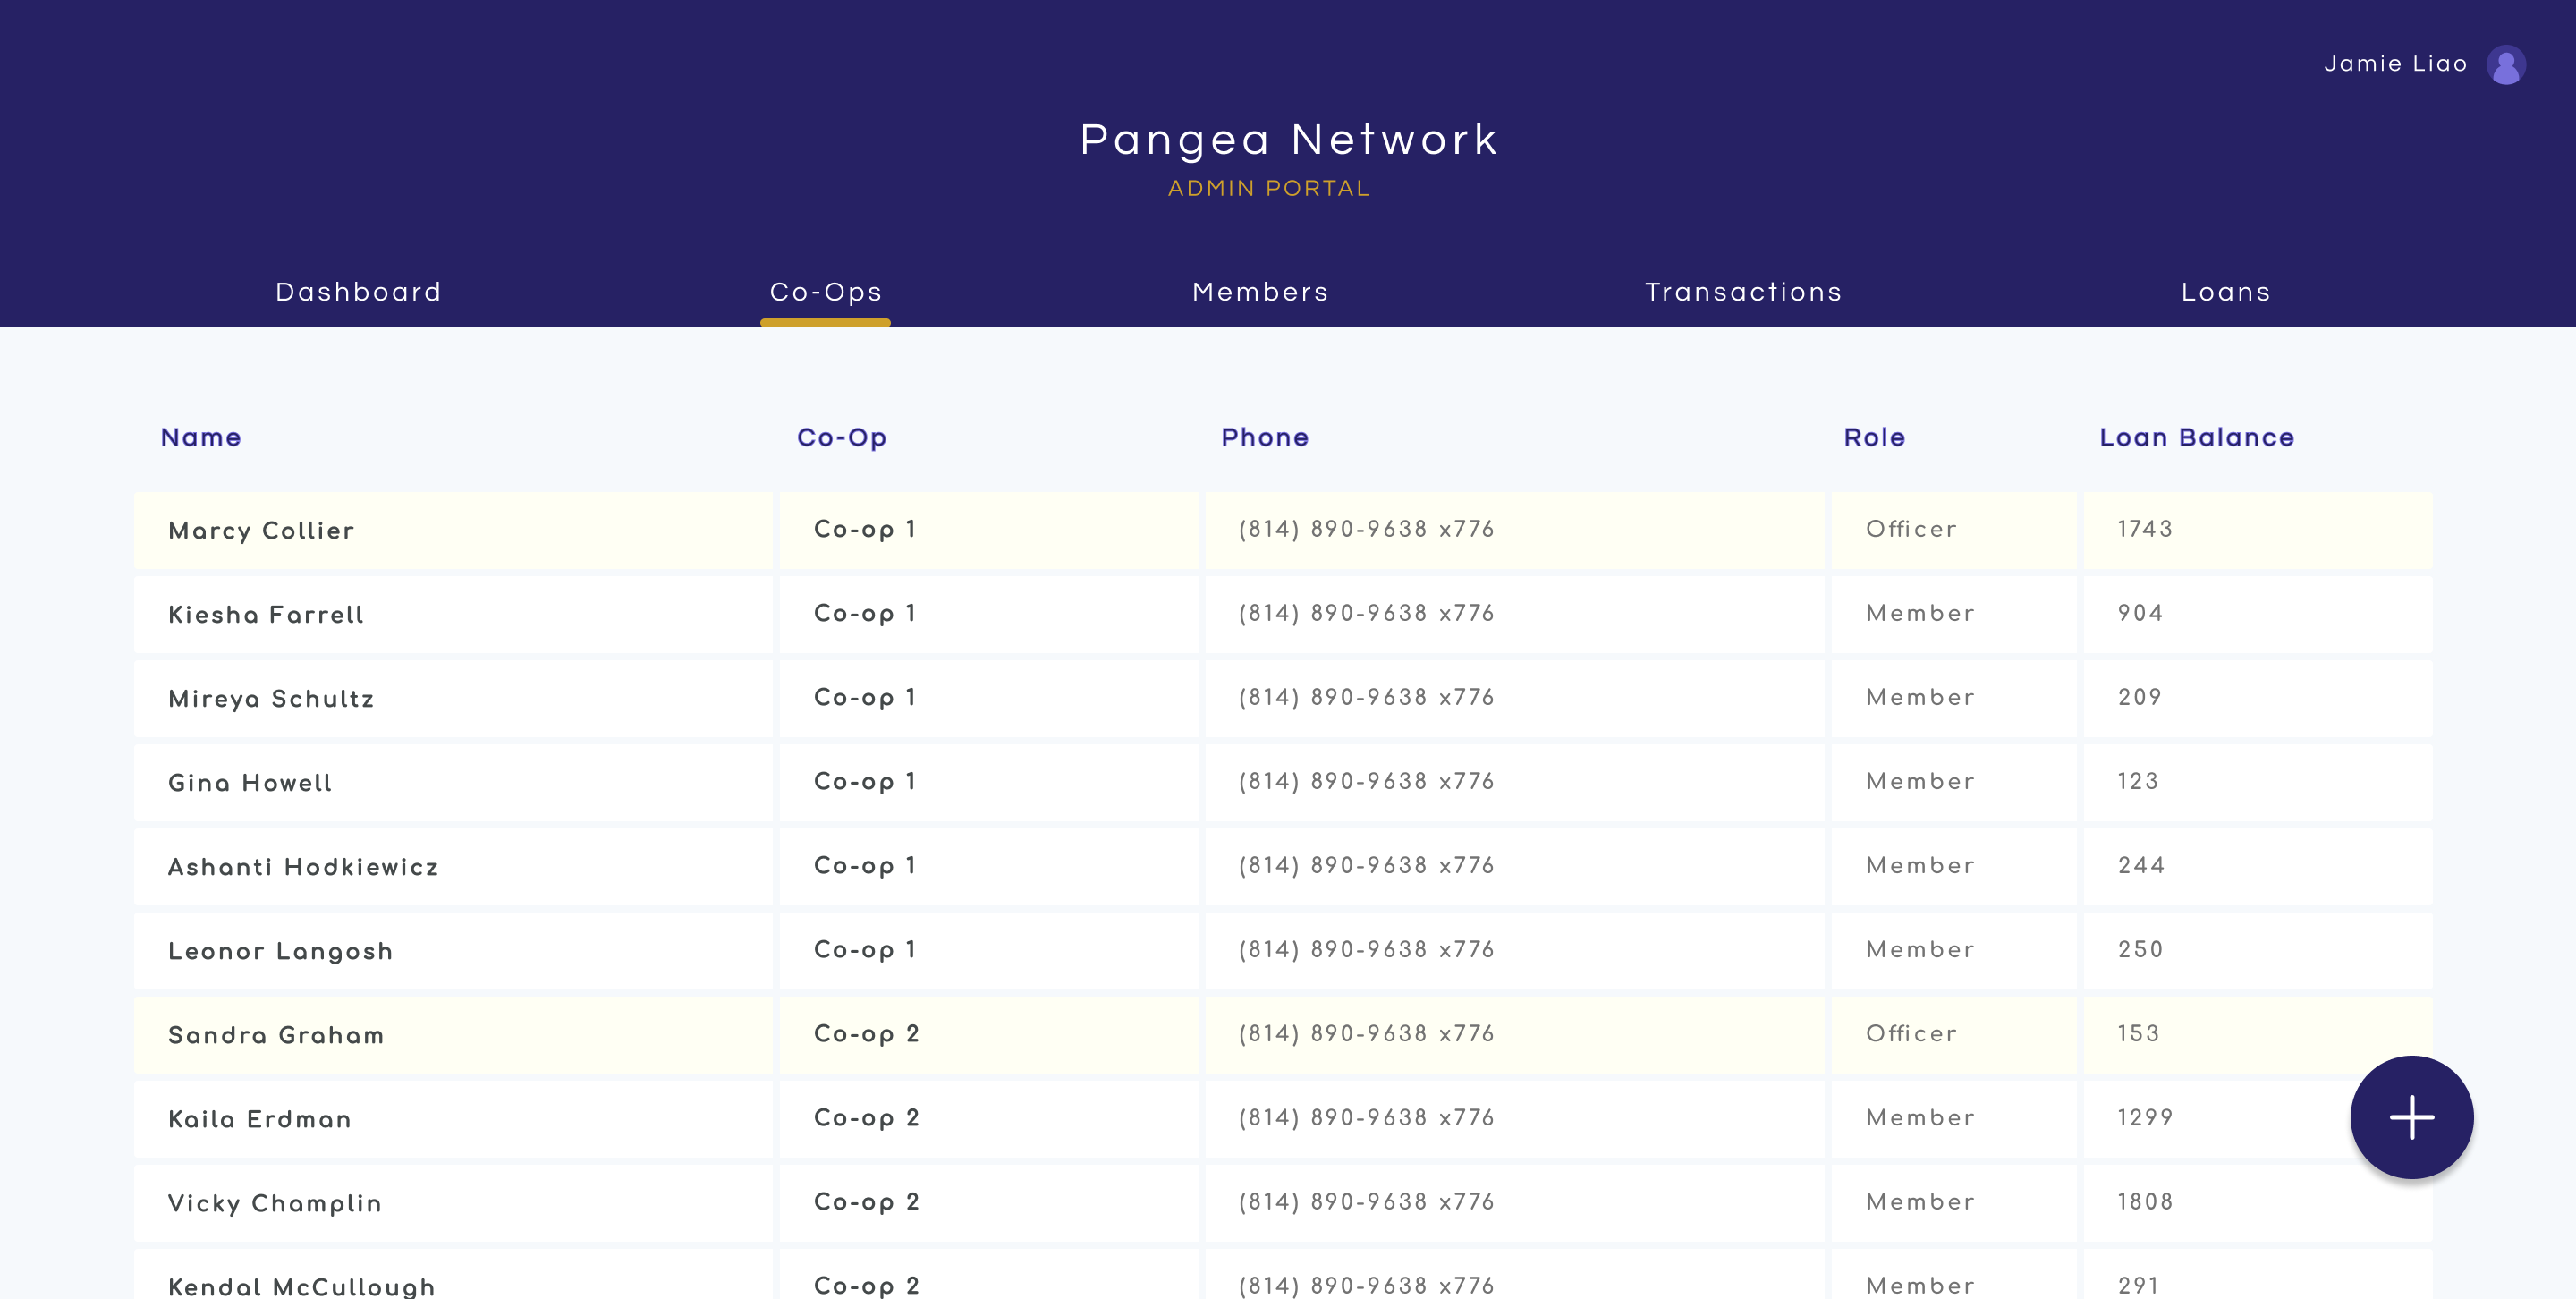 Jamie Liao
Pangea Network
ADMIN PORTAL
Dashboard Co-Ops Members Transactions Loans
Name Co-Op Phone Role Loan Balance
Marcy Collier Co-op 1 (814) 890-9638 x776 Officer 1743
Kiesha Farrell Co-op 1 (814) 890-9638 x776 Member 904
Mireya Schultz Co-op 1 (814) 890-9638 x776 Member 209
Gina Howell Co-op 1 (814) 890-9638 x776 Member 123
Ashanti Hodkiewicz Co-op 1 (814) 890-9638 x776 Member 244
Leonor Langosh Co-op 1 (814) 890-9638 x776 Member 250
Sandra Graham Co-op 2 (814) 890-9638 x776 Officer 153
Kaila Erdman Co-op 2 (814) 890-9638 x776 Member 1299
Vicky Champlin Co-op 2 (814) 890-9638 x776 Member 1808
Kendal McCullough Co-op 2 (814) 890-9638 x776 Member 291